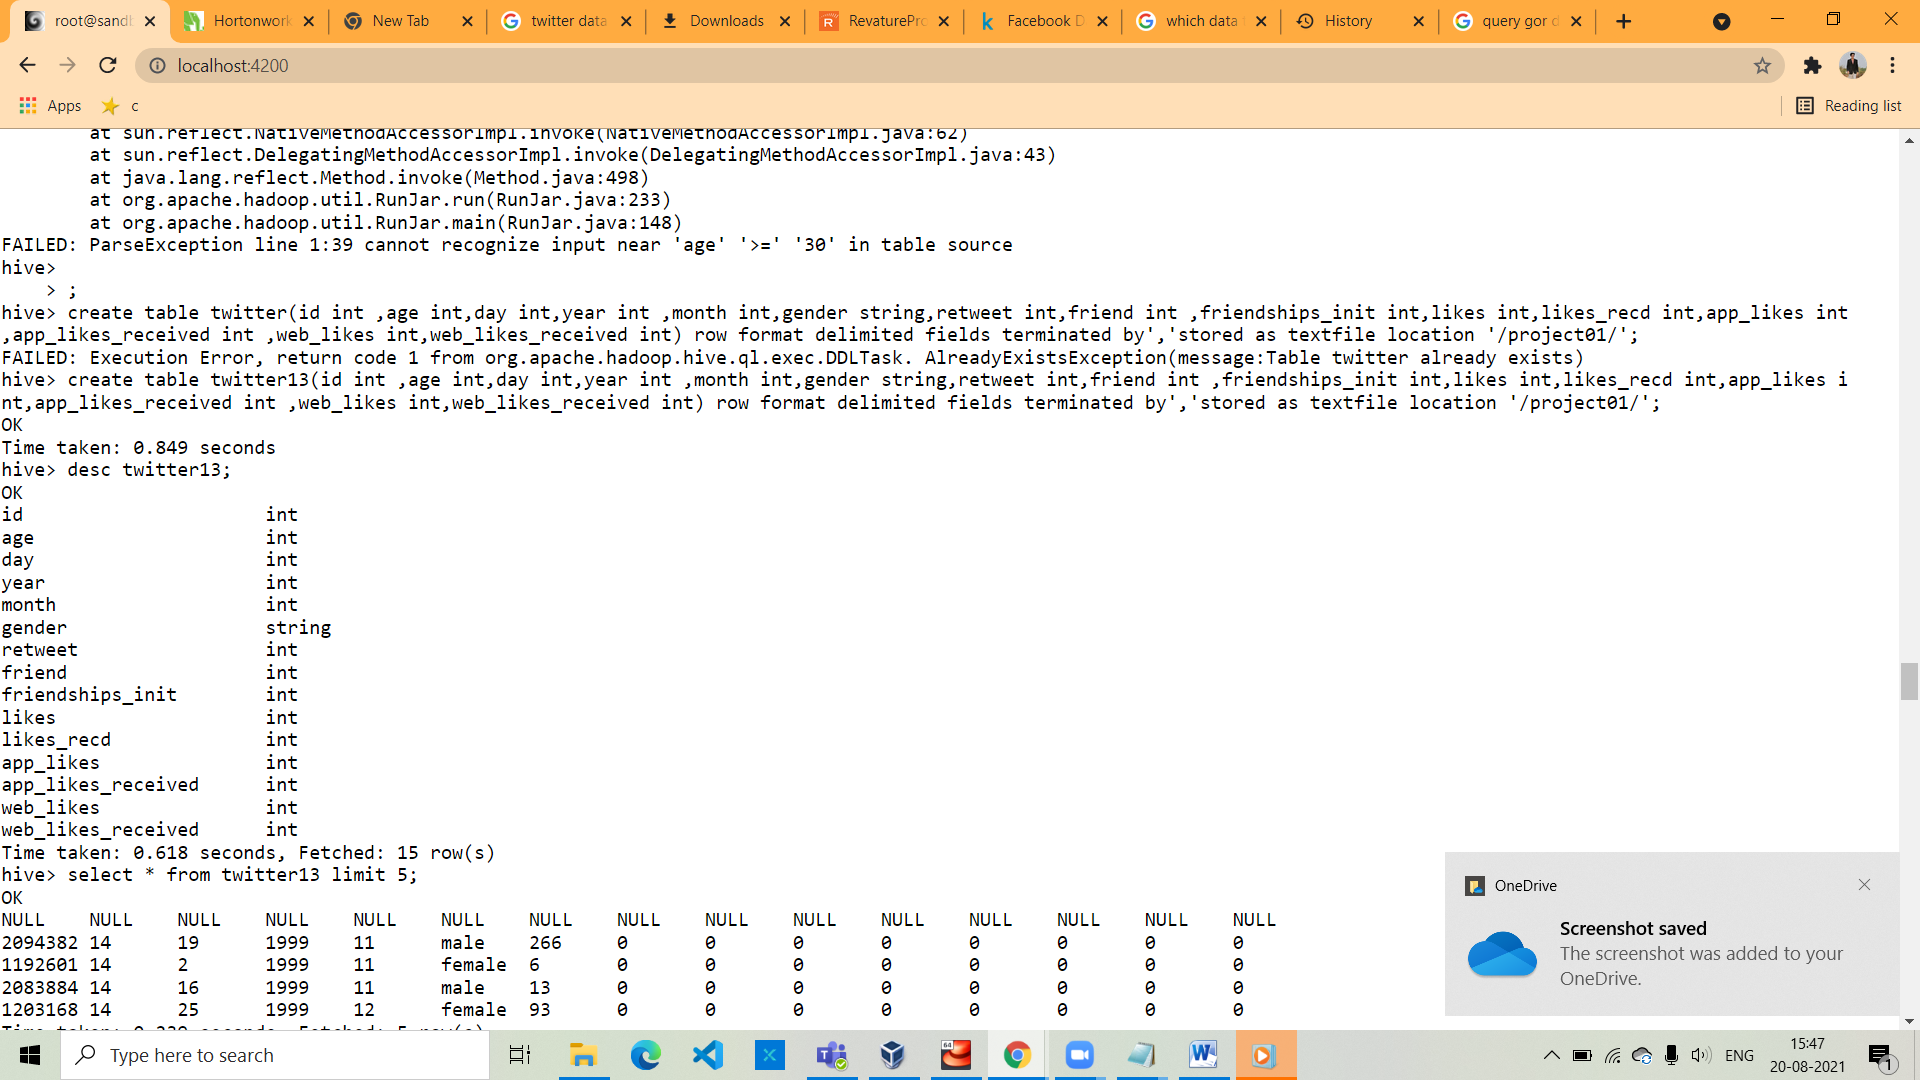 root@sandb
Hortonwork
New Tab
twitter data
Downloads
RevaturePro
Facebook D
which data
History
query gor d
localhost:4200
Apps
c
Reading list
at sun.reflect.NativeMethodAccessorImpl.invoke(NativeMethodAccessorImpl.java:62)
at sun.reflect.DelegatingMethodAccessorImpl.invoke(DelegatingMethodAccessorImpl.java:43)
at java.lang.reflect.Method.invoke(Method.java:498)
at org.apache.hadoop.util.RunJar.run(RunJar.java:233)
at org.apache.hadoop.util.RunJar.main(RunJar.java:148)
FAILED: ParseException line 1:39 cannot recognize input near 'age' '>=' '30' in table source
hive>
> ;
hive> create table twitter(id int ,age int,day int,year int ,month int,gender string,retweet int,friend int ,friendships_init int,likes int,likes_recd int,app_likes int
,app_likes_received int ,web_likes int,web_likes_received int) row format delimited fields terminated by','stored as textfile location '/project01/';
FAILED: Execution Error, return code 1 from org.apache.hadoop.hive.ql.exec.DDLTask. AlreadyExistsException(message:Table twitter already exists)
hive> create table twitter13(id int ,age int,day int,year int ,month int,gender string,retweet int,friend int ,friendships_init int,likes int,likes_recd int,app_likes i
nt,app_likes_received int ,web_likes int,web_likes_received int) row format delimited fields terminated by','stored as textfile location '/project01/';
OK
Time taken: 0.849 seconds
hive> desc twitter13;
OK
id int
age int
day int
year int
month int
gender string
retweet int
friend int
friendships_init int
likes int
likes_recd int
app_likes int
app_likes_received int
web_likes int
web_likes_received int
Time taken: 0.618 seconds, Fetched: 15 row(s)
hive> select * from twitter13 limit 5;
OK
NULL NULL NULL NULL NULL NULL NULL NULL NULL NULL NULL NULL NULL NULL NULL
2094382 14 19 1999 11 male 266 0 0 0 0 0 0 0 0
1192601 14 2 1999 11 female 6 0 0 0 0 0 0 0 0
2083884 14 16 1999 11 male 13 0 0 0 0 0 0 0 0
1203168 14 25 1999 12 female 93 0 0 0 0 0 0 0 0
OneDrive
Screenshot saved
The screenshot was added to your
OneDrive.
Type here to search
64
ENG
15:47
20-08-2021
1